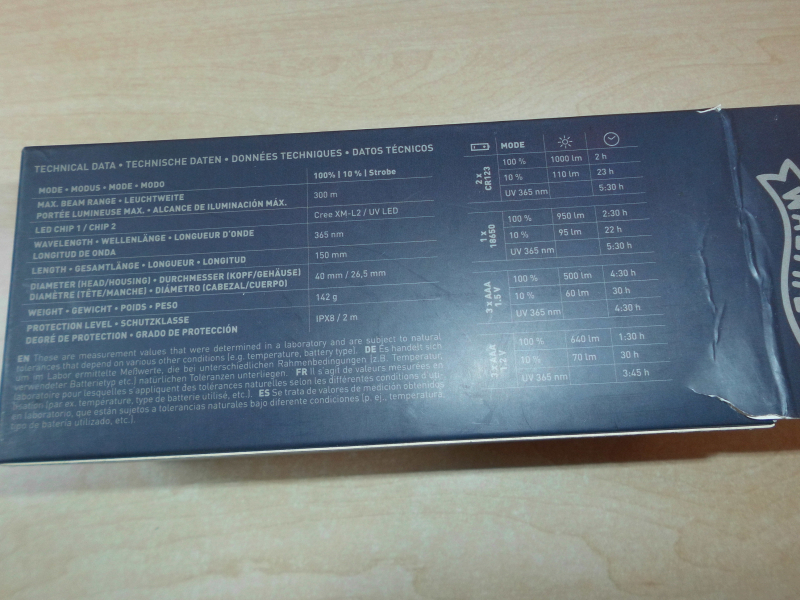 TECHNICAL DATA • TECHNISCHE DATEN • DONNÉES TECHNIQUES • DATOS TÉCNICOS
MODE • MODUS • MODE • MODO 100% | 10 % | Strobe
MAX. BEAM RANGE • LEUCHTWEITE
PORTÉE LUMINEUSE MAX. • ALCANCE DE ILUMINACIÓN MÁX. 300 m
LED CHIP 1 / CHIP 2 Cree XM-L2 / UV LED
WAVELENGTH • WELLENLÄNGE • LONGUEUR D'ONDE
LONGITUD DE ONDA 365 nm
LENGTH • GESAMTLÄNGE • LONGUEUR • LONGITUD 150 mm
DIAMETER (HEAD/HOUSING) • DURCHMESSER (KOPF/GEHÄUSE)
DIAMÈTRE (TÊTE/MANCHE) • DIÁMETRO (CABEZAL/CUERPO) 40 mm / 26,5 mm
WEIGHT • GEWICHT • POIDS • PESO 142 g
PROTECTION LEVEL • SCHUTZKLASSE
DEGRÉ DE PROTECTION • GRADO DE PROTECCIÓN IPX8 / 2 m
EN These are measurement values that were determined in a laboratory and are subject to natural
tolerances that depend on various other conditions (e.g. temperature, battery type). DE Es handelt sich
um im Labor ermittelte Meßwerte, die bei unterschiedlichen Rahmenbedingungen (z.B. Temperatur,
verwendeter Batterietyp etc.) natürlichen Toleranzen unterliegen. FR Il s'agit de valeurs mesurées en
laboratoire pour lesquelles s'appliquent des tolérances naturelles selon les différentes conditions d'uti-
lisation (par ex. température, type de batterie utilisé, etc.). ES Se trata de valores de medición obtenidos
en laboratorio, que están sujetos a tolerancias naturales bajo diferente condiciones (p. ej., temperatura,
tipo de batería utilizado, etc.).
MODE
2 x CR123
100 % 1000 lm 2 h
10 % 110 lm 23 h
UV 365 nm 5:30 h
1 x 18650
100 % 950 lm 2:30 h
10 % 95 lm 22 h
UV 365 nm 5:30 h
3 x AAA 1.5 V
100 % 500 lm 4:30 h
10 % 60 lm 30 h
UV 365 nm 4:30 h
3 x AAA 1.2 V
100 % 640 lm 1:30 h
10 % 70 lm 30 h
UV 365 nm 3:45 h